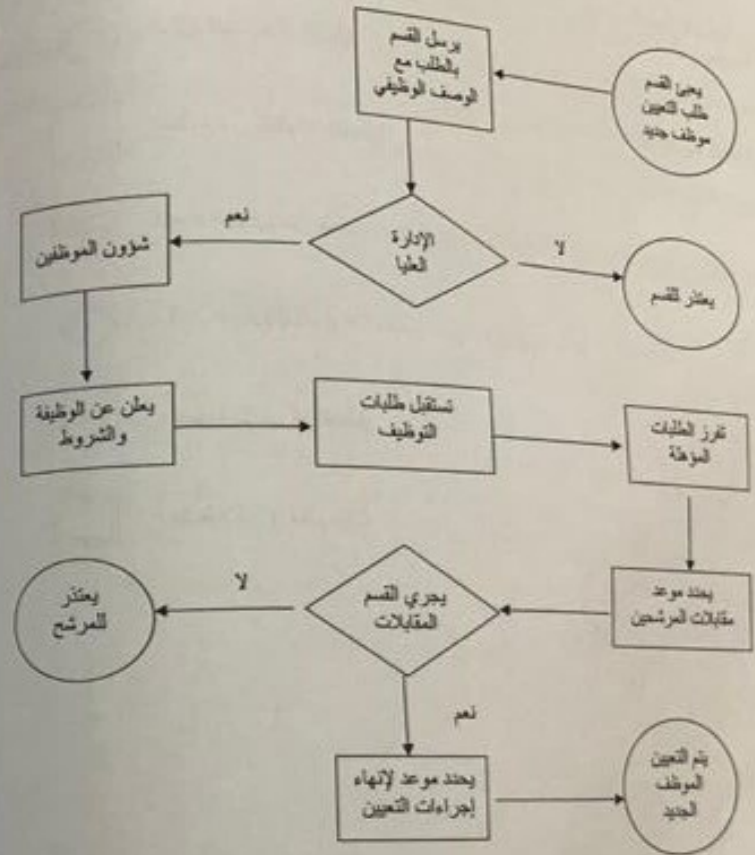 يعبئ القسم
طلب التعيين
موظف جديد
يرسل القسم
بالطلب مع
الوصف الوظيفي
الإدارة
العليا
لا
يعتذر للقسم
نعم
شؤون الموظفين
يعلن عن الوظيفة
والشروط
تستقبل طلبات
التوظيف
تفرز الطلبات
المؤهلة
يحدد موعد
مقابلات المرشحين
يجري القسم
المقابلات
لا
يعتذر
للمرشح
نعم
يحدد موعد لإنهاء
إجراءات التعيين
يتم التعيين
الموظف
الجديد